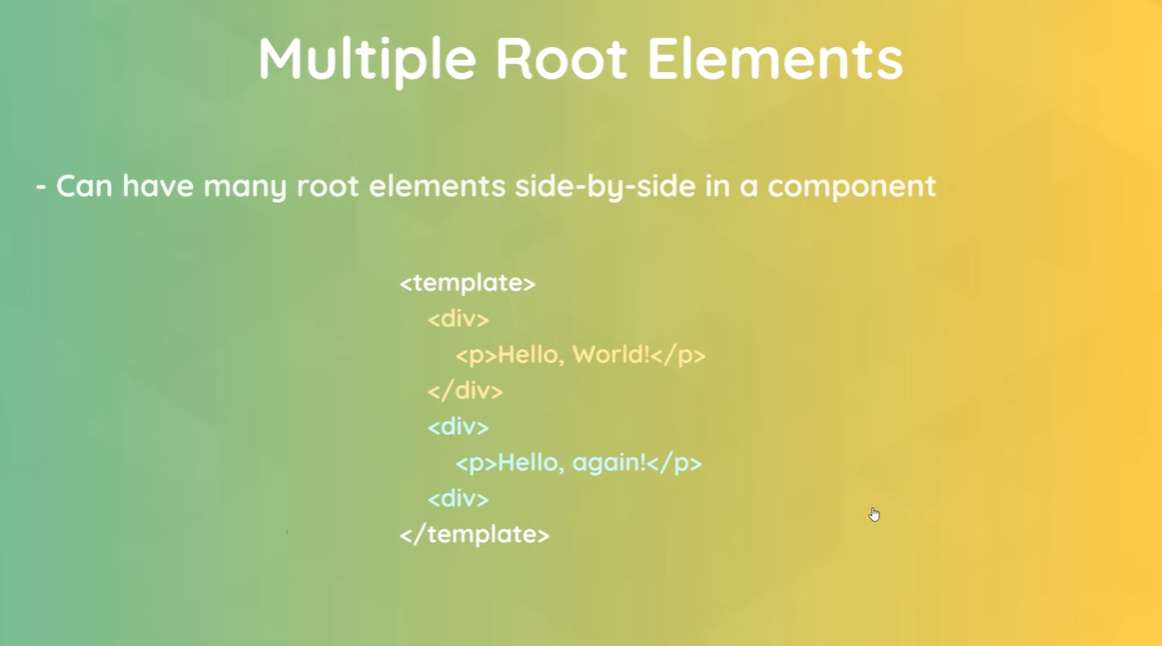 Multiple Root Elements
- Can have many root elements side-by-side in a component
<template>
<div>
<p>Hello, World!</p>
</div>
<div>
<p>Hello, again!</p>
<div>
</template>